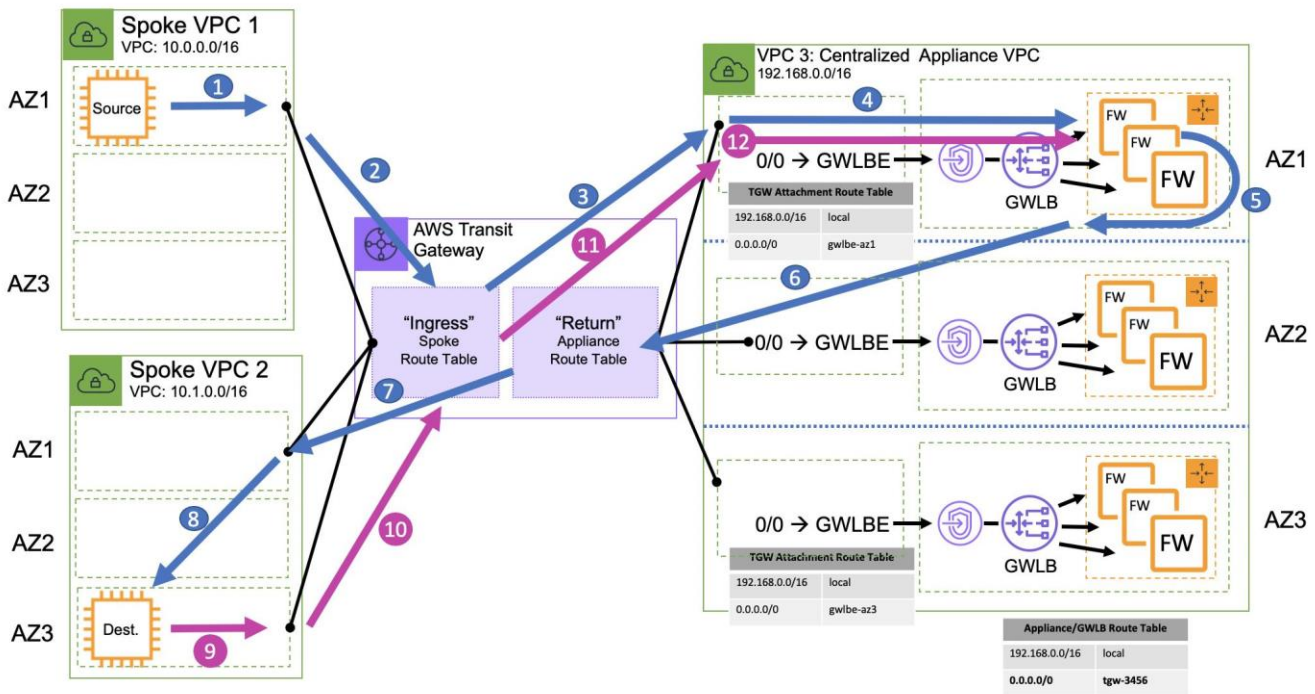 Spoke VPC 1
VPC: 10.0.0.0/16
AZ1
Source
1
AZ2
AZ3
2
3
AWS Transit
Gateway
11
"Ingress"
Spoke
Route Table
"Return"
Appliance
Route Table
Spoke VPC 2
VPC: 10.1.0.0/16
7
AZ1
8
AZ2
10
AZ3
Dest.
9
VPC 3: Centralized Appliance VPC
192.168.0.0/16
4
12
0/0 → GWLBE
GWLB
FW
FW
FW
AZ1
5
TGW Attachment Route Table
192.168.0.0/16 local
0.0.0.0/0 gwlbe-az1
6
0/0 → GWLBE
GWLB
FW
FW
FW
AZ2
0/0 → GWLBE
GWLB
FW
FW
FW
AZ3
TGW Attachment Route Table
192.168.0.0/16 local
0.0.0.0/0 gwlbe-az3
Appliance/GWLB Route Table
192.168.0.0/16 local
0.0.0.0/0 tgw-3456